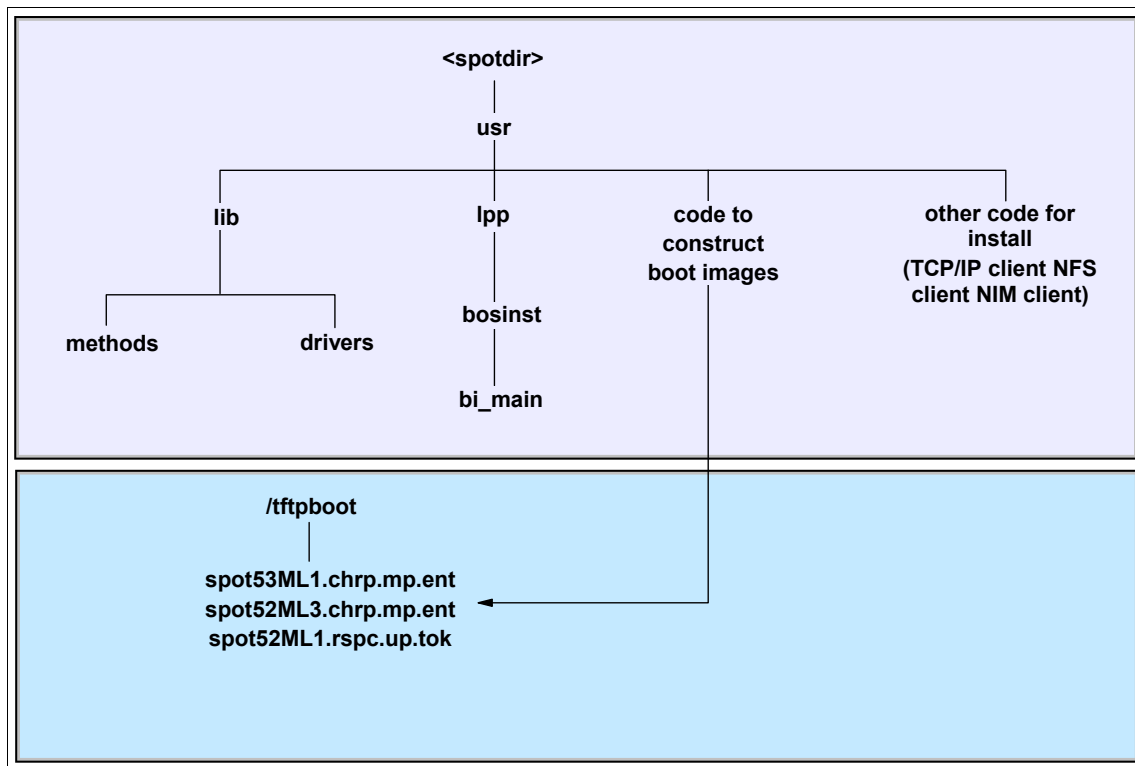 <spotdir>
usr
lib
lpp
code to
construct
boot images
other code for
install
(TCP/IP client NFS
client NIM client)
methods
drivers
bosinst
bi_main
/tftpboot
spot53ML1.chrp.mp.ent
spot52ML3.chrp.mp.ent
spot52ML1.rspc.up.tok